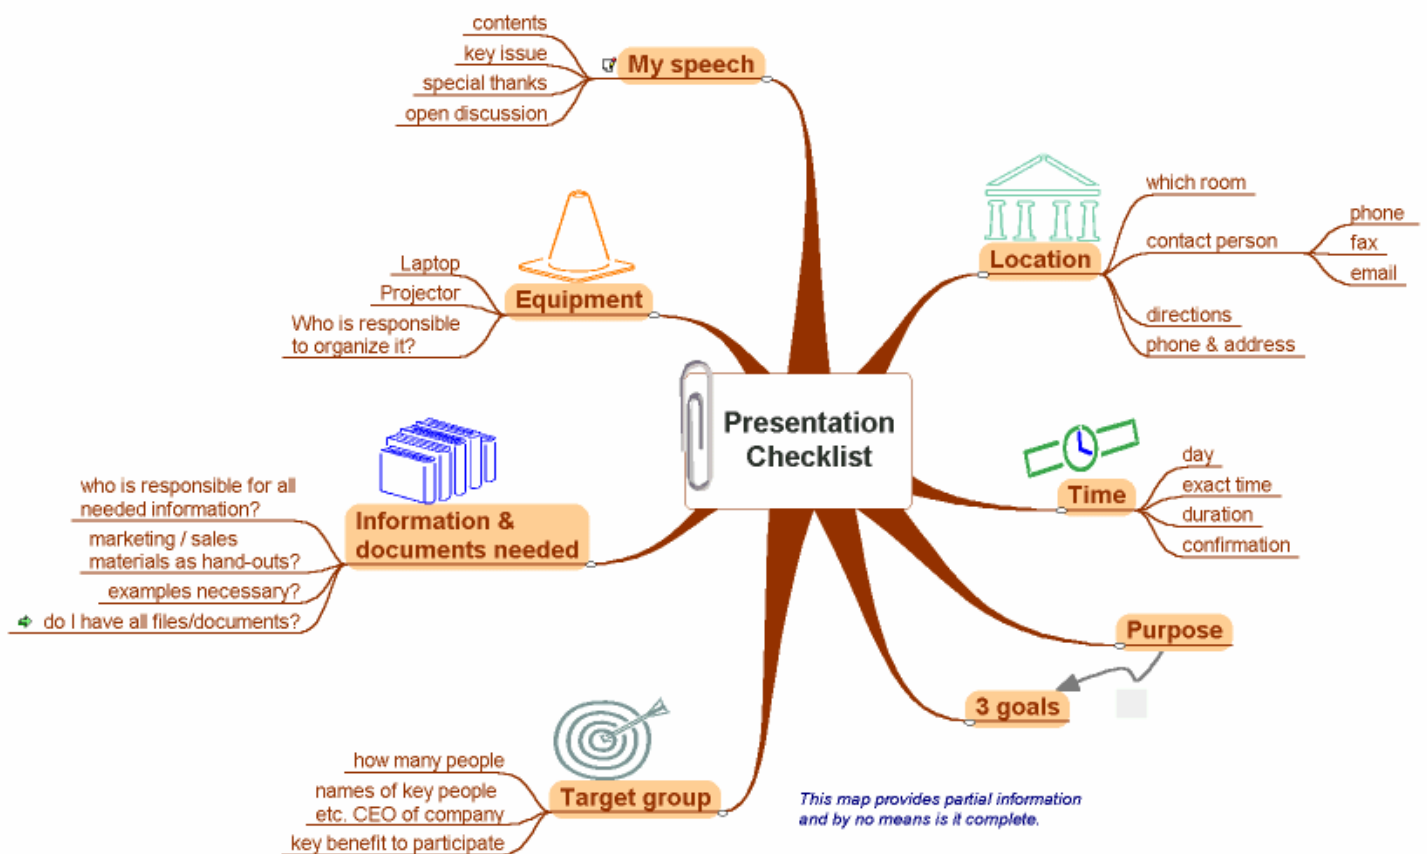 Presentation
Checklist
My speech
contents
key issue
special thanks
open discussion
Location
which room
contact person
phone
fax
email
directions
phone & address
Time
day
exact time
duration
confirmation
Purpose
3 goals
Target group
how many people
names of key people
etc. CEO of company
key benefit to participate
Information &
documents needed
who is responsible for all
needed information?
marketing / sales
materials as hand-outs?
examples necessary?
do I have all files/documents?
Equipment
Laptop
Projector
Who is responsible
to organize it?
This map provides partial information
and by no means is it complete.